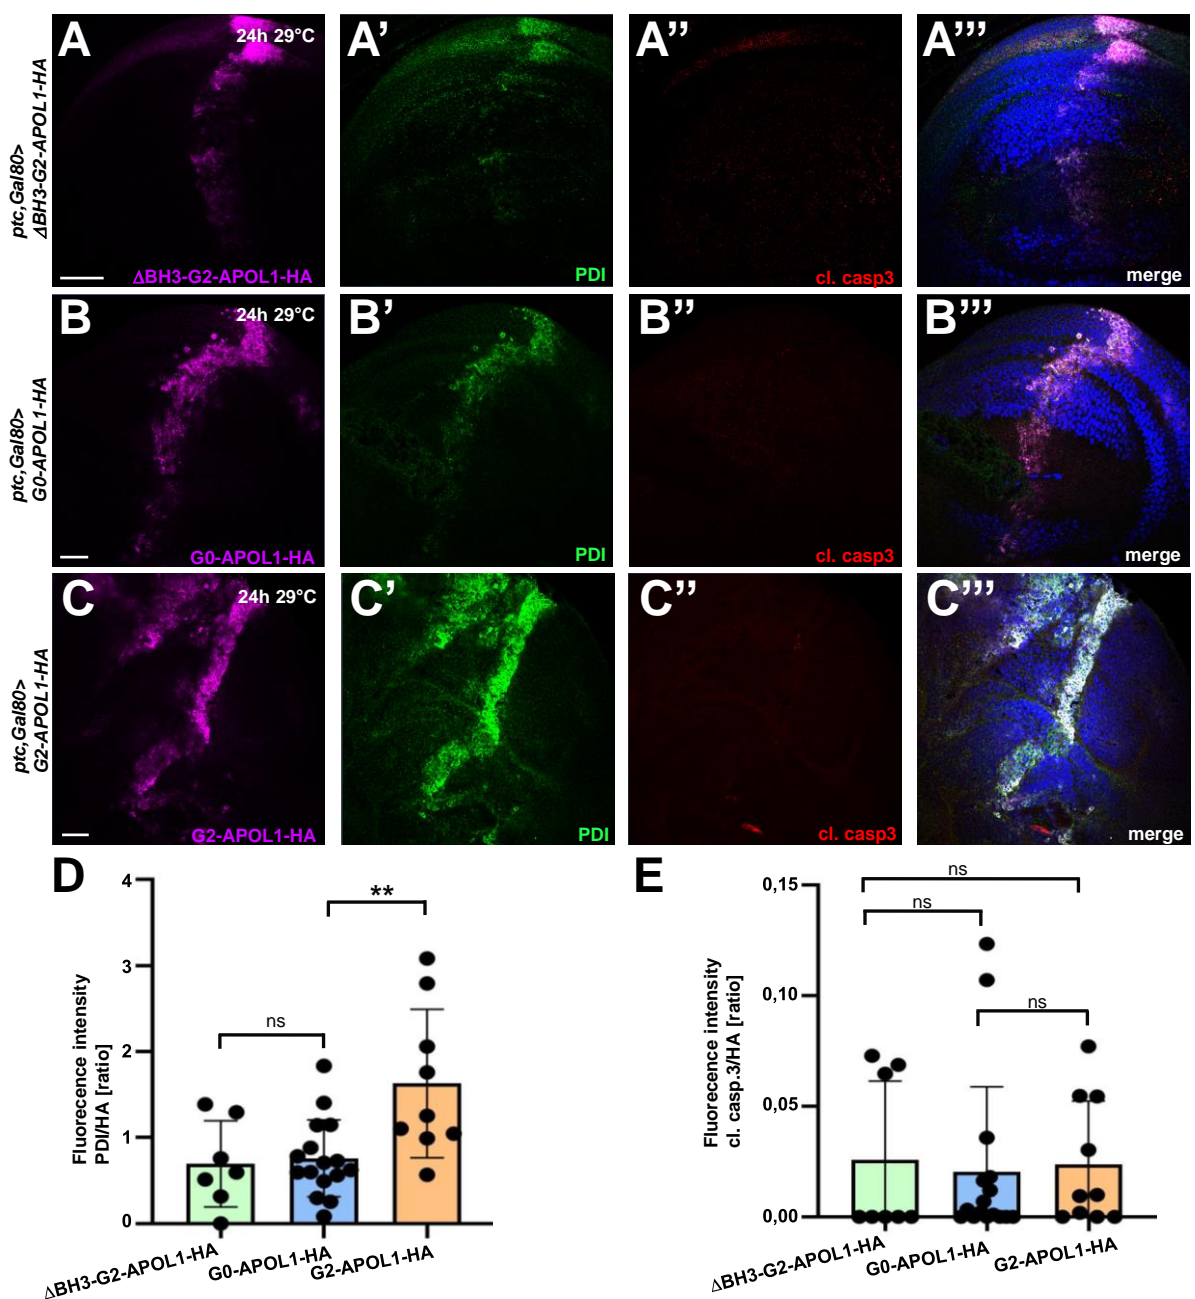 A
24h 29°C
A’
A’’
A’’’
ptc,Gal80>
ΔBH3-G2-APOL1-HA
ΔBH3-G2-APOL1-HA
PDI
cl. casp3
merge
B
24h 29°C
B’
B’’
B’’’
ptc,Gal80>
G0-APOL1-HA
G0-APOL1-HA
PDI
cl. casp3
merge
C
24h 29°C
C’
C’’
C’’’
ptc,Gal80>
G2-APOL1-HA
G2-APOL1-HA
PDI
cl. casp3
merge
D
Fluorecence intensity
PDI/HA [ratio]
4
3
2
1
0
ns
**
ΔBH3-G2-APOL1-HA
G0-APOL1-HA
G2-APOL1-HA
E
Fluorecence intensity
cl. casp.3/HA [ratio]
0,15
0,10
0,05
0,00
ns
ns
ns
ΔBH3-G2-APOL1-HA
G0-APOL1-HA
G2-APOL1-HA